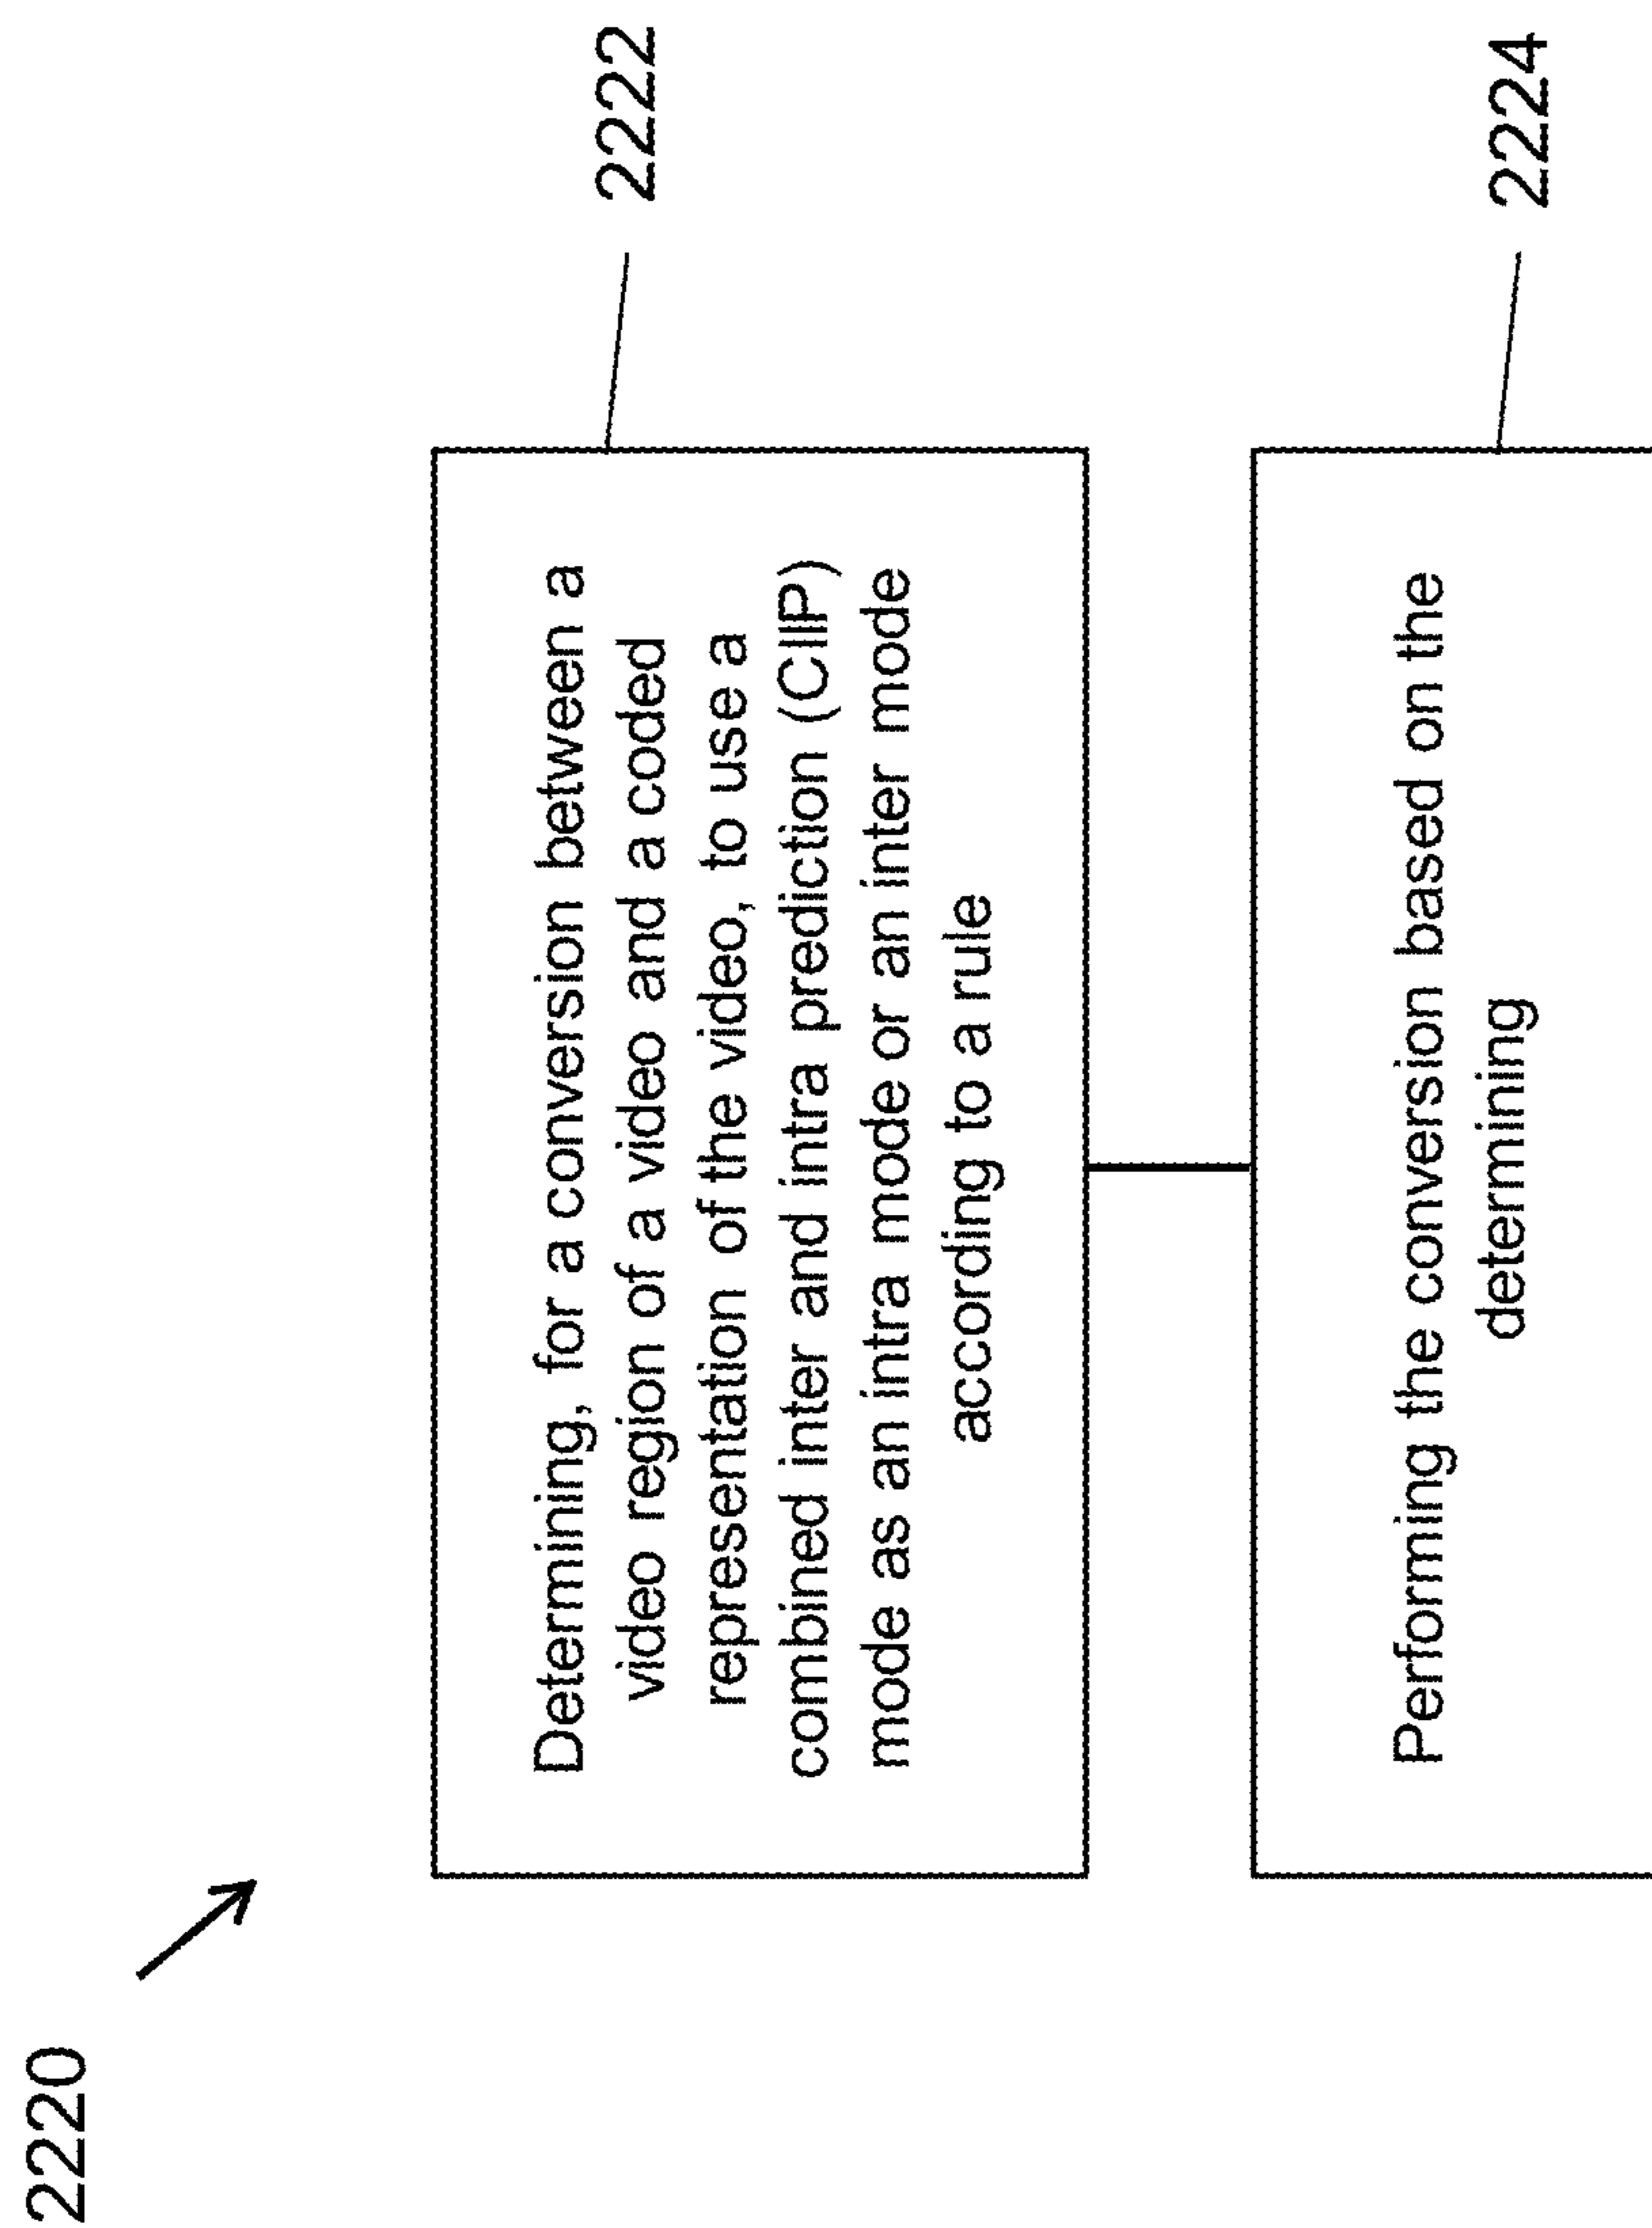 2220
Determining, for a conversion between a
video region of a video and a coded
representation of the video, to use a
combined inter and intra prediction (CIIP)
mode as an intra mode or an inter mode
according to a rule
2222
Performing the conversion based on the
determining
2224